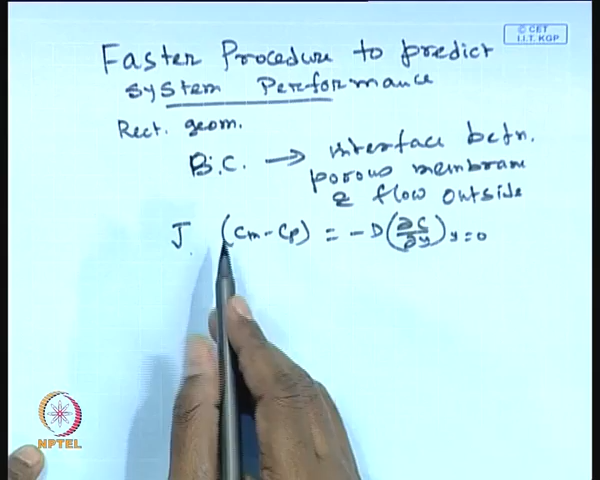 © CET
I.I.T. KGP
Faster Procedure to predict
system Performance
Rect. geom.
B.C. → interface betn.
porous membrane
& flow outside
J (Cm - Cp) = -D(∂C/∂y) y=0
NPTEL